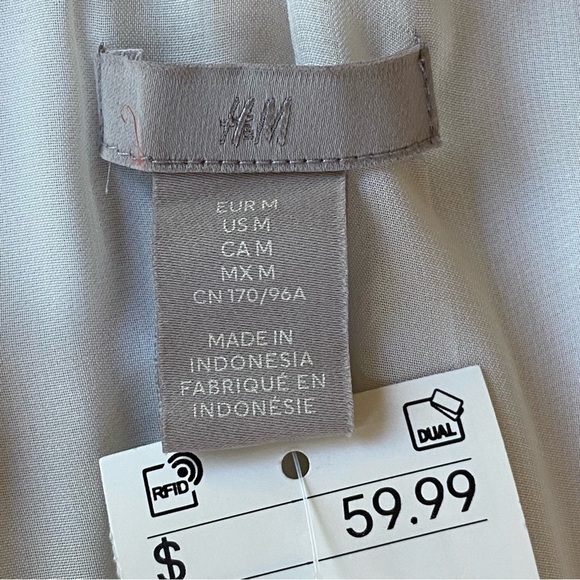 H&M
EUR M
US M
CA M
MX M
CN 170/96A
MADE IN
INDONESIA
FABRIQUÉ EN
INDONÉSIE
RFID
DUAL
59.99
$